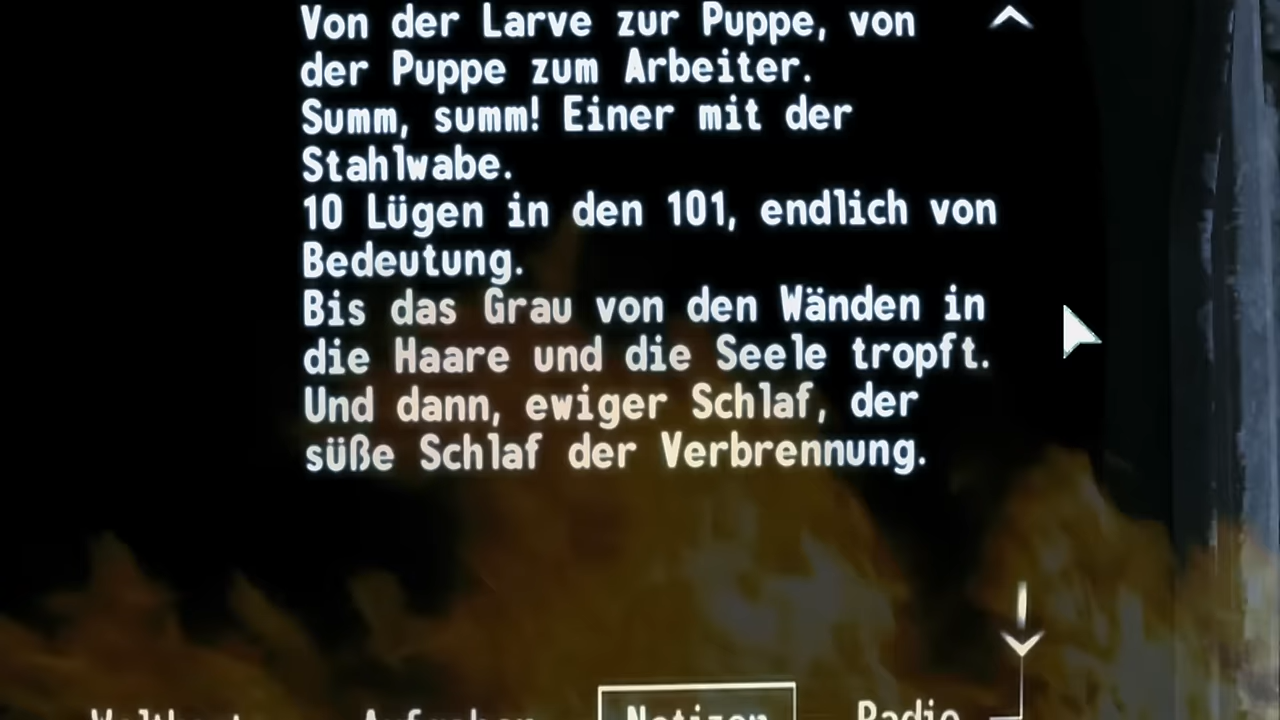 Von der Larve zur Puppe, von
der Puppe zum Arbeiter.
Summ, summ! Einer mit der
Stahlwabe.
10 Lügen in den 101, endlich von
Bedeutung.
Bis das Grau von den Wänden in
die Haare und die Seele tropft.
Und dann, ewiger Schlaf, der
süße Schlaf der Verbrennung.
Aufgaben Notizen Radio